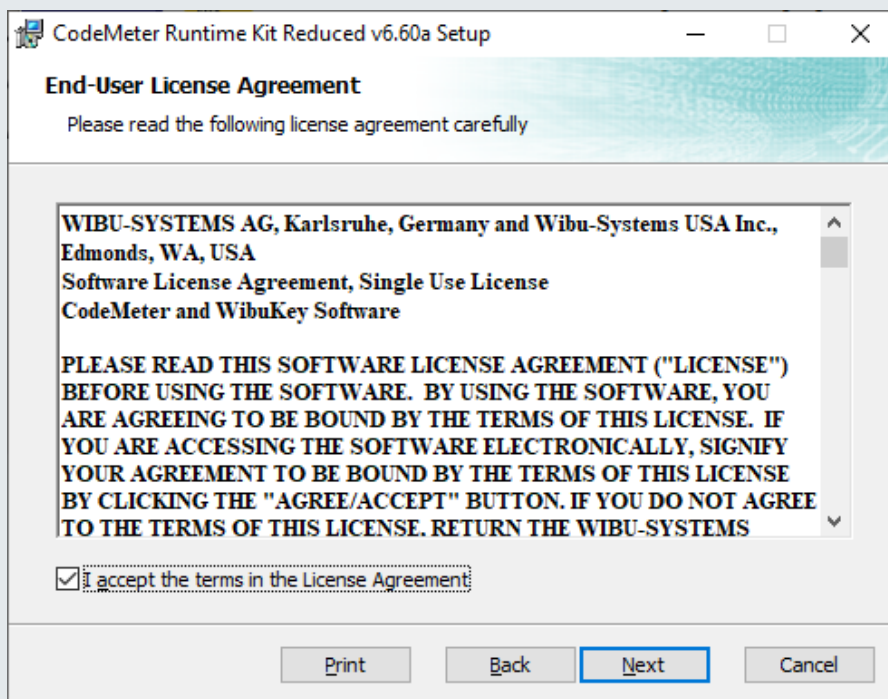 CodeMeter Runtime Kit Reduced v6.60a Setup
End-User License Agreement
Please read the following license agreement carefully
WIBU-SYSTEMS AG, Karlsruhe, Germany and Wibu-Systems USA Inc.,
Edmonds, WA, USA
Software License Agreement, Single Use License
CodeMeter and WibuKey Software
PLEASE READ THIS SOFTWARE LICENSE AGREEMENT ("LICENSE")
BEFORE USING THE SOFTWARE.  BY USING THE SOFTWARE, YOU
ARE AGREEING TO BE BOUND BY THE TERMS OF THIS LICENSE.  IF
YOU ARE ACCESSING THE SOFTWARE ELECTRONICALLY, SIGNIFY
YOUR AGREEMENT TO BE BOUND BY THE TERMS OF THIS LICENSE
BY CLICKING THE "AGREE/ACCEPT" BUTTON. IF YOU DO NOT AGREE
TO THE TERMS OF THIS LICENSE, RETURN THE WIBU-SYSTEMS
I accept the terms in the License Agreement
Print Back Next Cancel